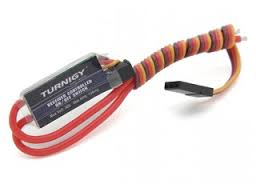 TURNIGY
RECEIVER CONTROLLED
ON/OFF SWITCH